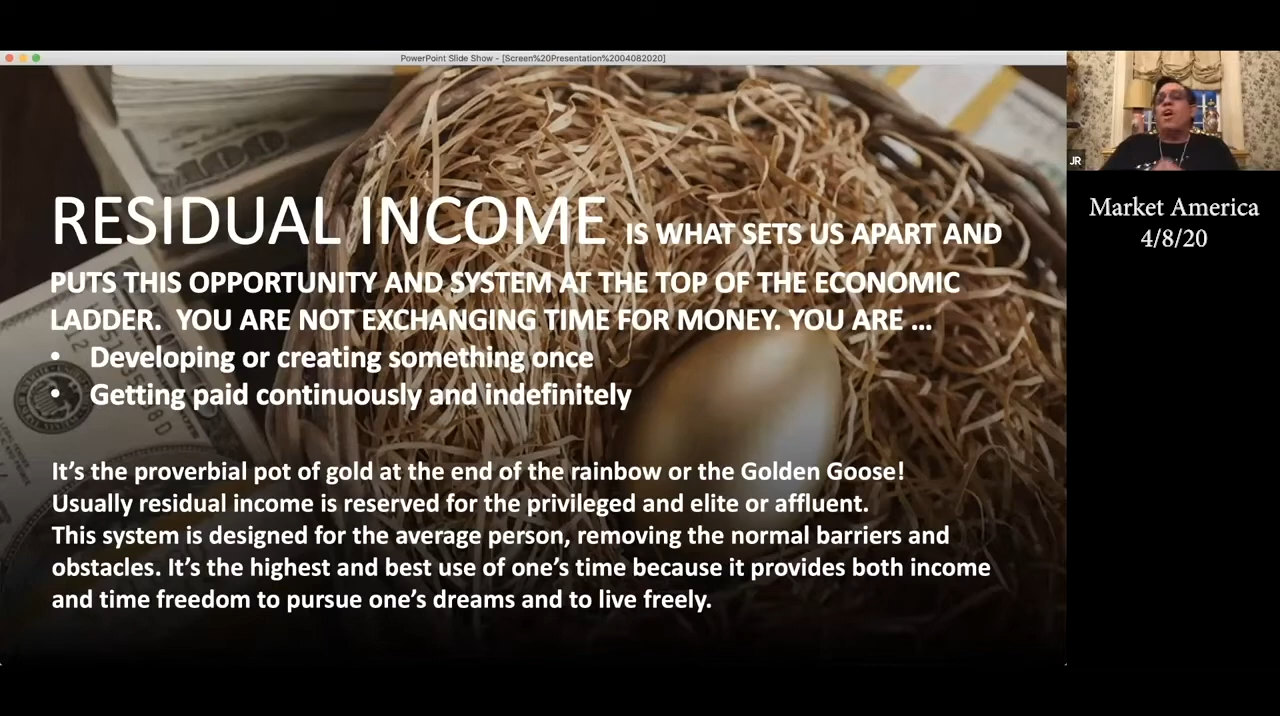 PowerPoint Slide Show - [Screen%20Presentation%2004082020]
RESIDUAL INCOME IS WHAT SETS US APART AND
PUTS THIS OPPORTUNITY AND SYSTEM AT THE TOP OF THE ECONOMIC
LADDER.  YOU ARE NOT EXCHANGING TIME FOR MONEY. YOU ARE ...
• Developing or creating something once
• Getting paid continuously and indefinitely
It’s the proverbial pot of gold at the end of the rainbow or the Golden Goose!
Usually residual income is reserved for the privileged and elite or affluent.
This system is designed for the average person, removing the normal barriers and
obstacles. It’s the highest and best use of one’s time because it provides both income
and time freedom to pursue one’s dreams and to live freely.
JR
Market America
4/8/20
100